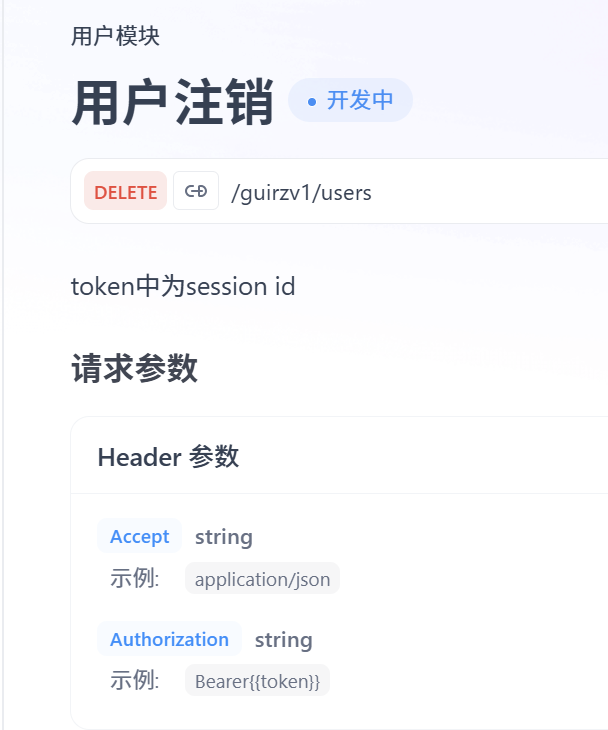 用户模块
用户注销 开发中
DELETE /guirzv1/users
token中为session id
请求参数
Header 参数
Accept string
示例: application/json
Authorization string
示例: Bearer{{token}}